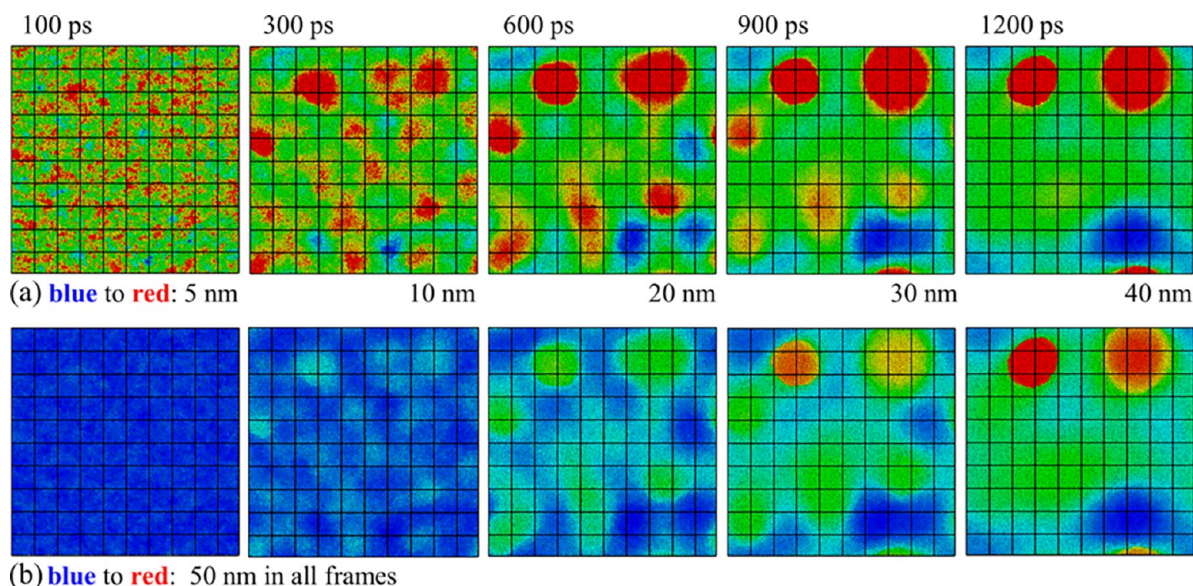 100 ps 300 ps 600 ps 900 ps 1200 ps
(a) blue to red: 5 nm 10 nm 20 nm 30 nm 40 nm
(b) blue to red: 50 nm in all frames